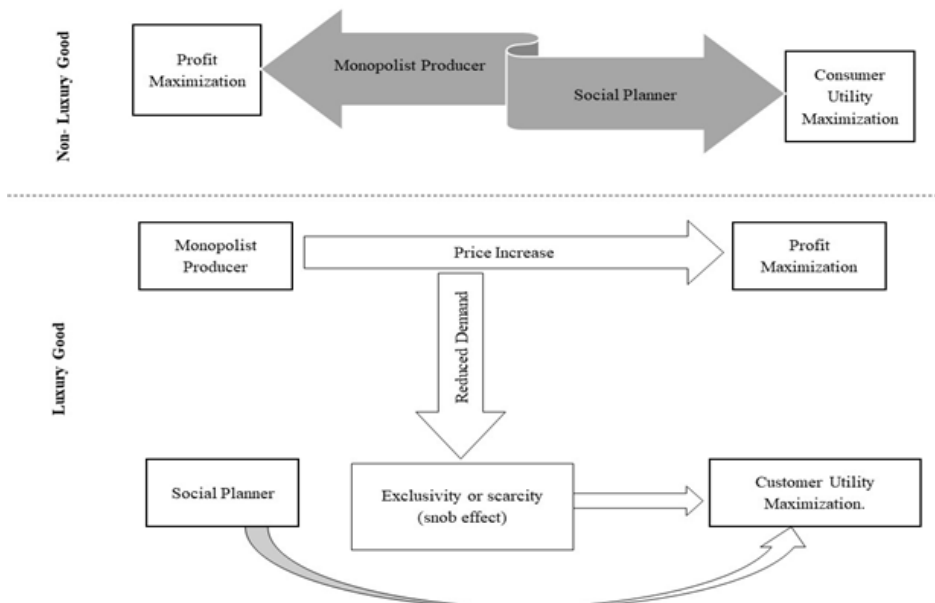 Non- Luxury Good
Profit
Maximization
Monopolist Producer
Social Planner
Consumer
Utility
Maximization
Luxury Good
Monopolist
Producer
Price Increase
Profit
Maximization
Reduced Demand
Social Planner
Exclusivity or scarcity
(snob effect)
Customer Utility
Maximization.